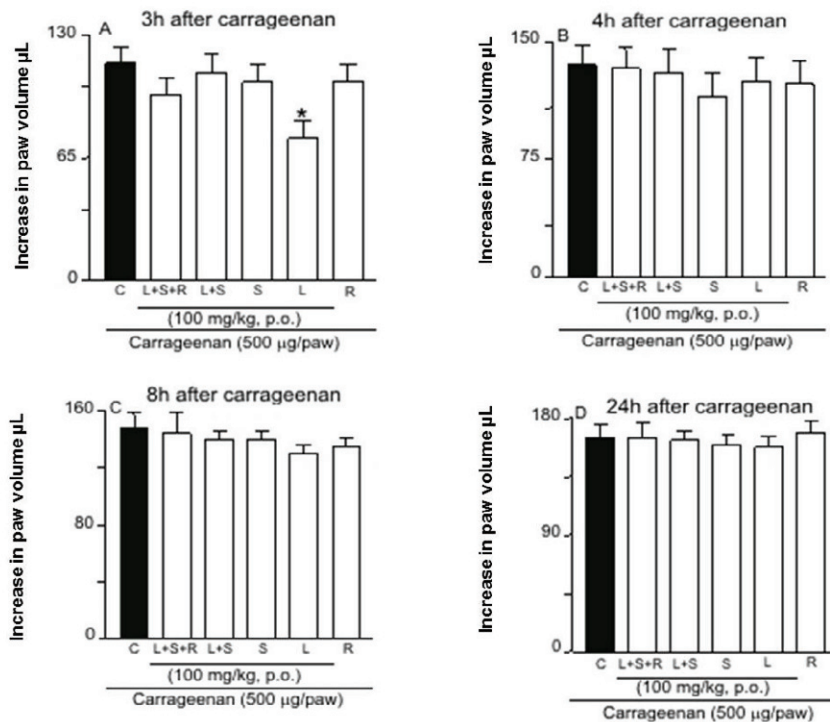 A
3h after carrageenan
Increase in paw volume µL
130
65
0
C L+S+R L+S S L R
*
(100 mg/kg, p.o.)
Carrageenan (500 µg/paw)
B
4h after carrageenan
Increase in paw volume µL
150
75
0
C L+S+R L+S S L R
(100 mg/kg, p.o.)
Carrageenan (500 µg/paw)
C
8h after carrageenan
Increase in paw volume µL
160
80
0
C L+S+R L+S S L R
(100 mg/kg, p.o.)
Carrageenan (500 µg/paw)
D
24h after carrageenan
Increase in paw volume µL
180
90
0
C L+S+R L+S S L R
(100 mg/kg, p.o.)
Carrageenan (500 µg/paw)